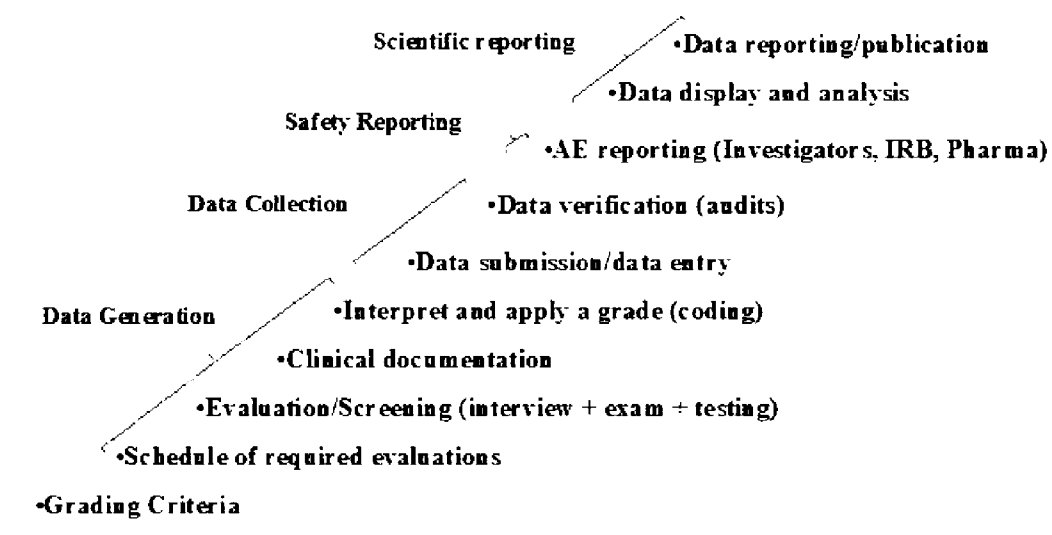 Scientific reporting
•Data reporting/publication
•Data display and analysis
Safety Reporting
•AE reporting (Investigators, IRB, Pharma)
Data Collection
•Data verification (audits)
•Data submission/data entry
Data Generation
•Interpret and apply a grade (coding)
•Clinical documentation
•Evaluation/Screening (interview + exam + testing)
•Schedule of required evaluations
•Grading Criteria